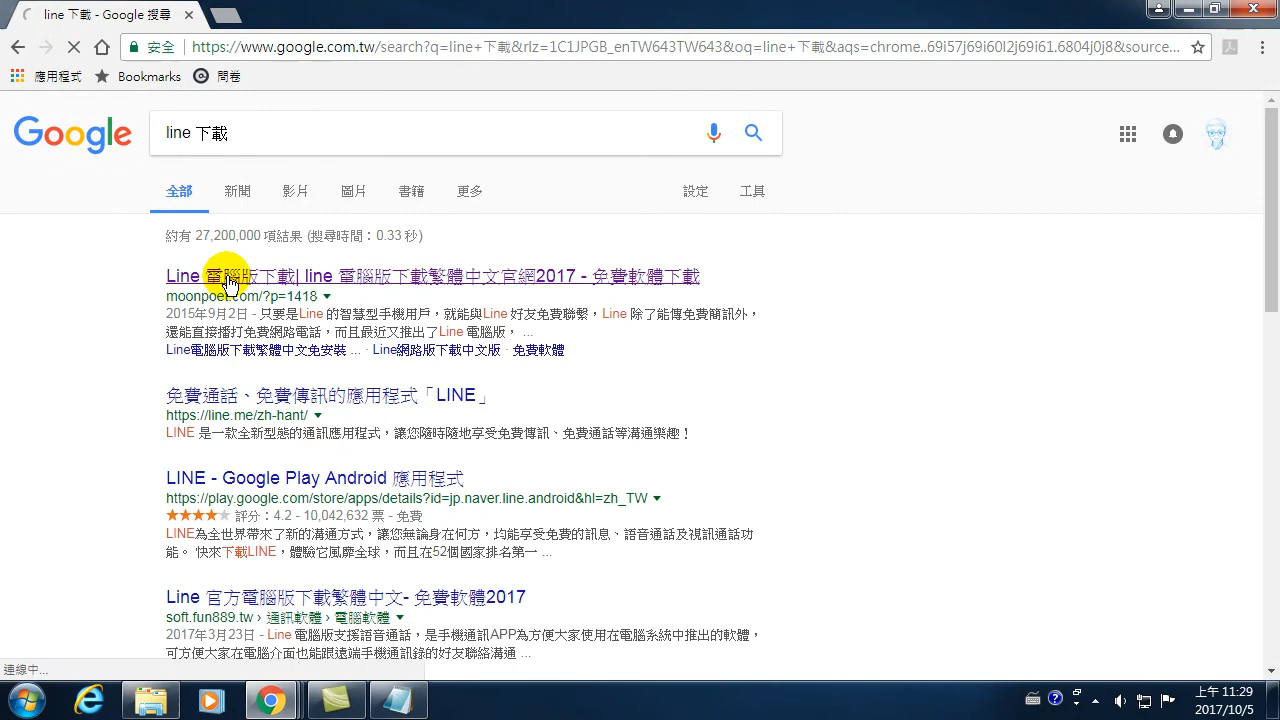 line 下載 - Google 搜尋
安全 https://www.google.com.tw/search?q=line+下載&rlz=1C1JPGB_enTW643TW643&oq=line+下載&aqs=chrome..69i57j69i60l2j69i61.6804j0j8&source...
應用程式 Bookmarks 問卷
Google line 下載
全部 新聞 影片 圖片 書籍 更多 設定 工具
約有 27,200,000 項結果 (搜尋時間：0.33 秒)
Line 電腦版下載| line 電腦版下載繁體中文官網2017 - 免費軟體下載
moonpoet.com/?p=1418
2015年9月2日 - 只要是Line 的智慧型手機用戶，就能與Line 好友免費聯繫，Line 除了能傳免費簡訊外，
還能直接播打免費網路電話，而且最近又推出了Line 電腦版， ...
Line電腦版下載繁體中文免安裝 ... · Line網路版下載中文版 · 免費軟體
免費通話、免費傳訊的應用程式「LINE」
https://line.me/zh-hant/
LINE 是一款全新型態的通訊應用程式，讓您隨時隨地享受免費傳訊、免費通話等溝通樂趣！
LINE - Google Play Android 應用程式
https://play.google.com/store/apps/details?id=jp.naver.line.android&hl=zh_TW
評分：4.2 - 10,042,632 票 - 免費
LINE為全世界帶來了新的溝通方式，讓您無論身在何方，均能享受免費的訊息、語音通話及視訊通話功
能。 快來下載LINE，體驗它風靡全球，而且在52個國家排名第一 ...
Line 官方電腦版下載繁體中文- 免費軟體2017
soft.fun889.tw › 通訊軟體 › 電腦軟體
2017年3月23日 - Line 電腦版支援語音通話，是手機通訊APP為方便大家使用在電腦系統中推出的軟體，
可方便大家在電腦介面也能跟遠端手機通訊錄的好友聯絡溝通 ...
連線中...
上午 11:29
2017/10/5